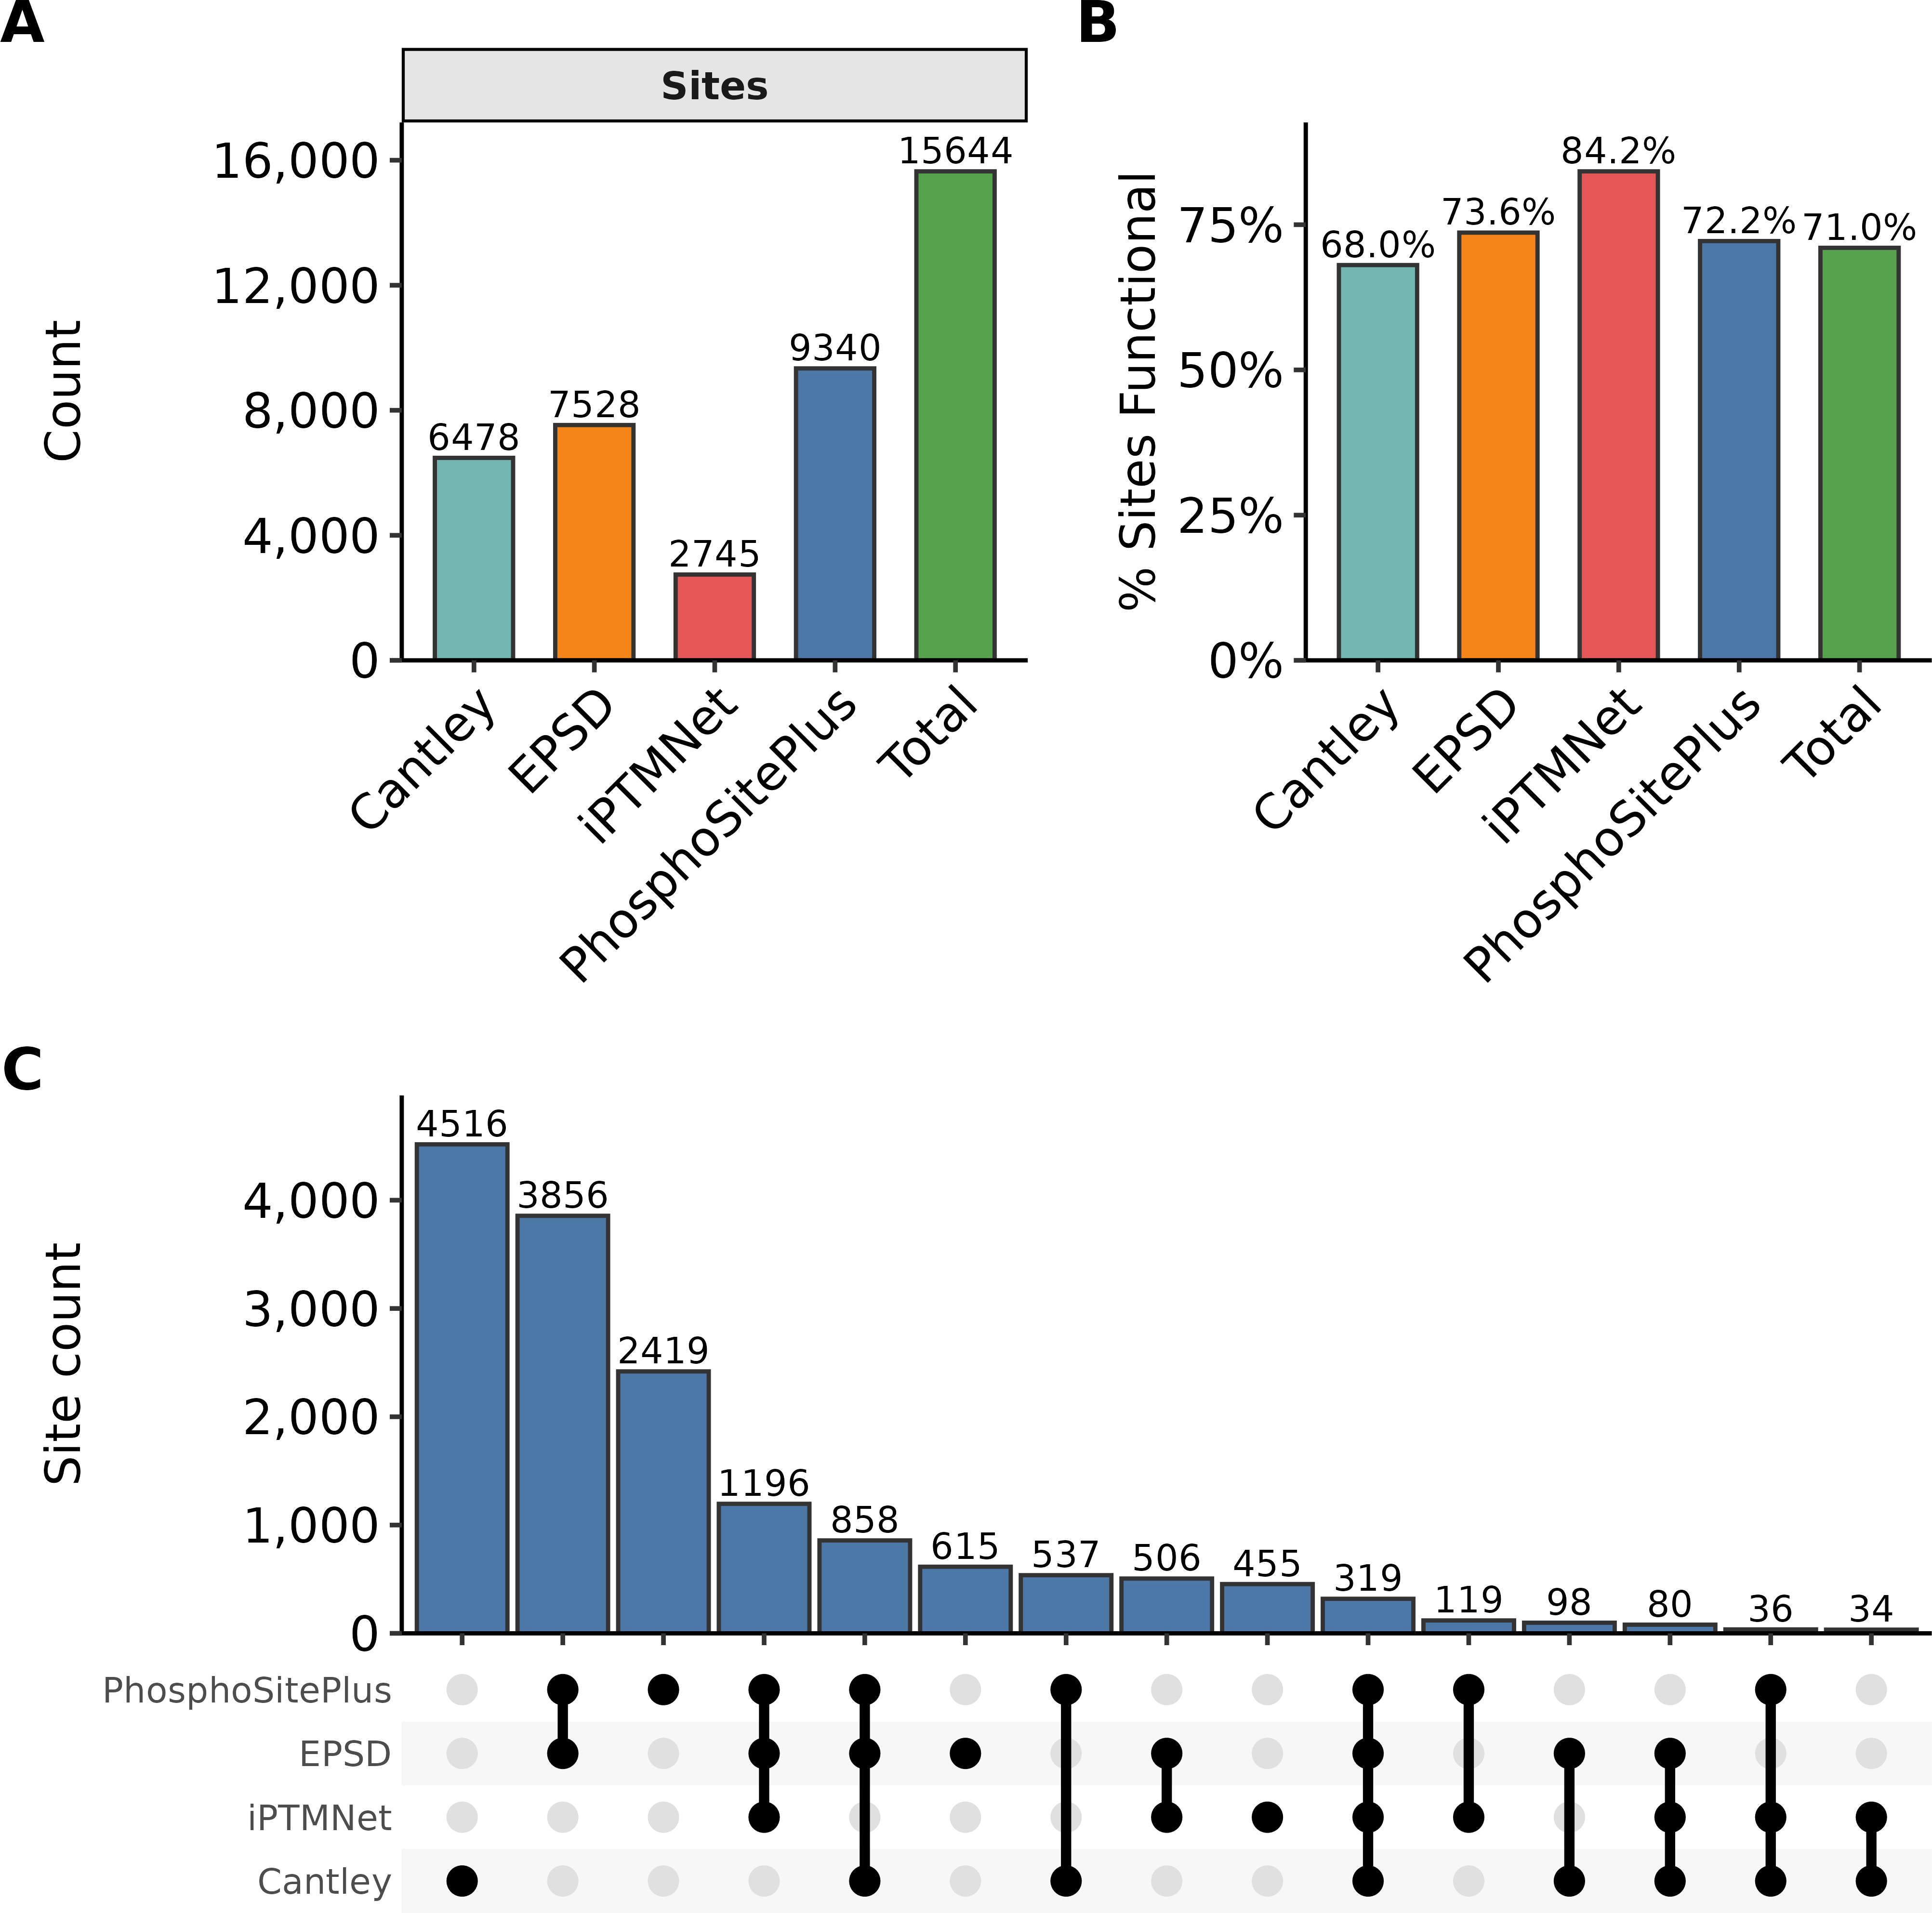 A
Sites
Count
16,000
12,000
8,000
4,000
0
6478
7528
2745
9340
15644
Cantley
EPSD
iPTMNet
PhosphoSitePlus
Total
B
% Sites Functional
75%
50%
25%
0%
68.0%
73.6%
84.2%
72.2%
71.0%
Cantley
EPSD
iPTMNet
PhosphoSitePlus
Total
C
Site count
4,000
3,000
2,000
1,000
0
4516
3856
2419
1196
858
615
537
506
455
319
119
98
80
36
34
PhosphoSitePlus
EPSD
iPTMNet
Cantley